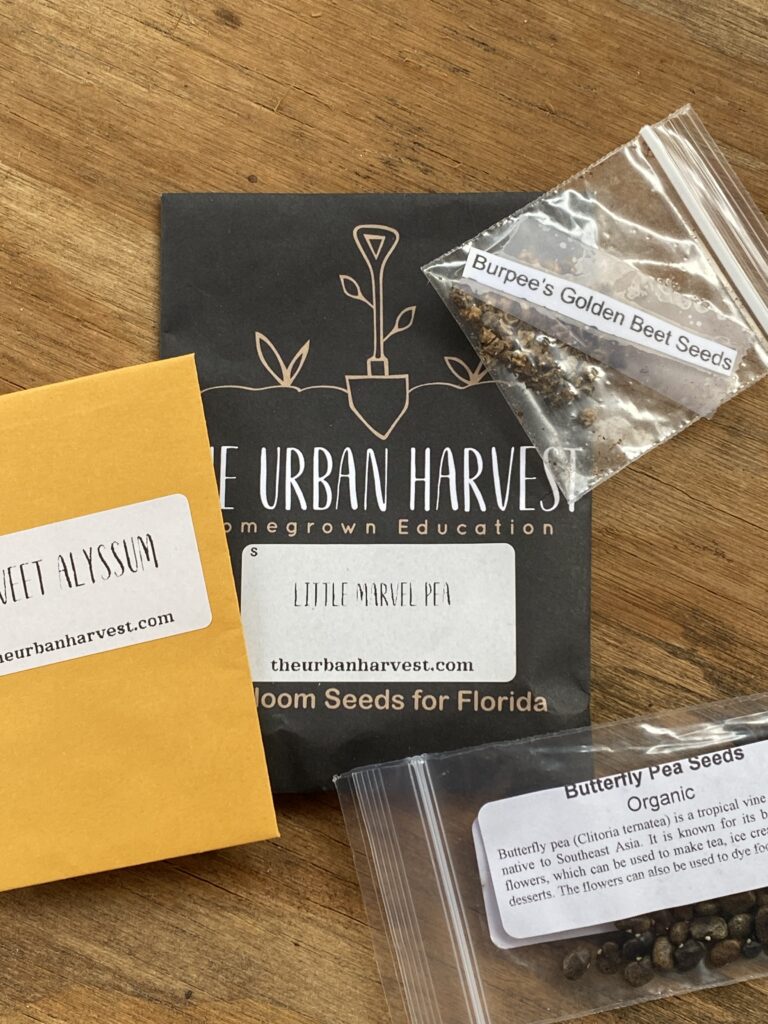 Burpee's Golden Beet Seeds
E URBAN HARVEST
omegrown Education
S
LITTLE MARVEL PEA
theurbanharvest.com
loom Seeds for Florida
WEET ALYSSUM
heurbanharvest.com
Butterfly Pea Seeds
Organic
Butterfly pea (Clitoria ternatea) is a tropical vine
native to Southeast Asia. It is known for its b
flowers, which can be used to make tea, ice crea
desserts. The flowers can also be used to dye foo